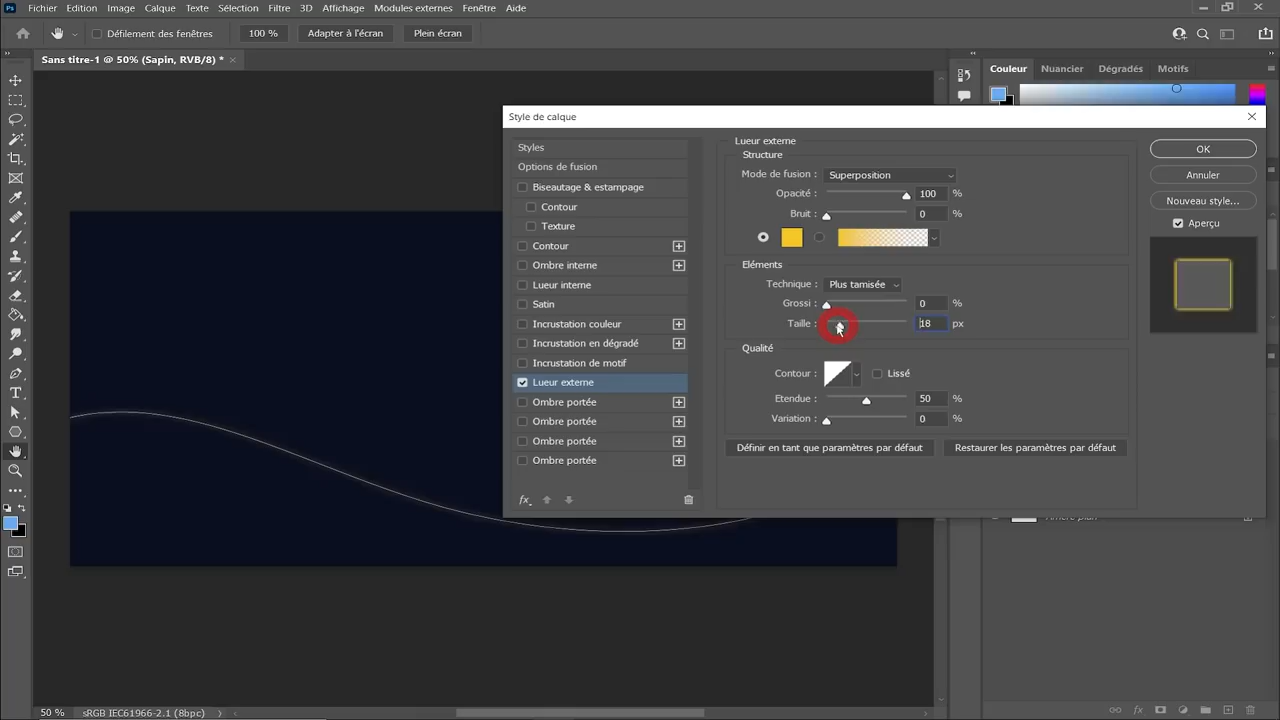 Ps Fichier Edition Image Calque Texte Sélection Filtre 3D Affichage Modules externes Fenêtre Aide
Défilement des fenêtres 100 % Adapter à l'écran Plein écran
Sans titre-1 @ 50% (Sapin, RVB/8) * ×
Couleur Nuancier Dégradés Motifs
Style de calque
Styles
Options de fusion
Biseautage & estampage
Contour
Texture
Contour
Ombre interne
Lueur interne
Satin
Incrustation couleur
Incrustation en dégradé
Incrustation de motif
Lueur externe
Ombre portée
Ombre portée
Ombre portée
Ombre portée
fx
Lueur externe
Structure
Mode de fusion : Superposition
Opacité : 100 %
Bruit : 0 %
Eléments
Technique : Plus tamisée
Grossi : 0 %
Taille : 18 px
Qualité
Contour : Lissé
Etendue : 50 %
Variation : 0 %
Définir en tant que paramètres par défaut Restaurer les paramètres par défaut
OK
Annuler
Nouveau style...
Aperçu
50 % sRGB IEC61966-2.1 (8bpc)
fx